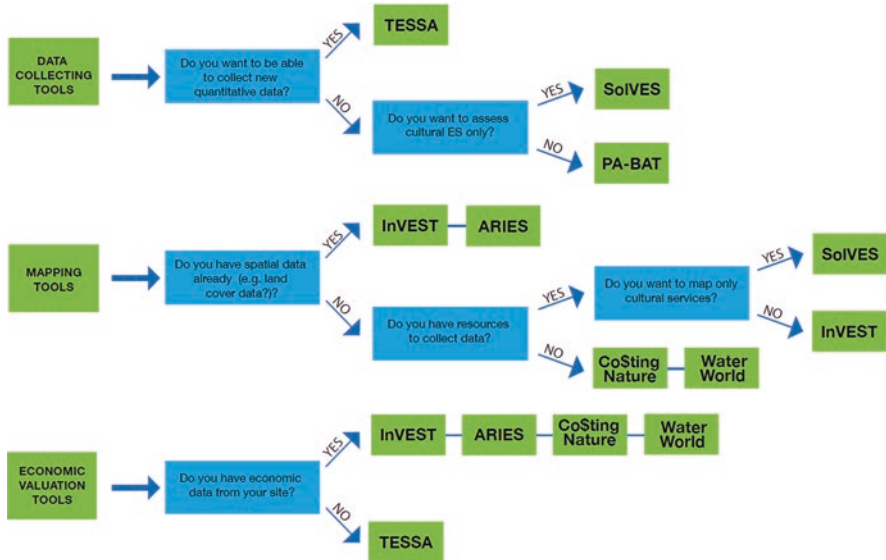 DATA
COLLECTING
TOOLS
Do you want to be able
to collect new
quantitative data?
YES
TESSA
NO
Do you want to assess
cultural ES only?
YES
SolVES
NO
PA-BAT
MAPPING
TOOLS
Do you have spatial data
already (e.g. land
cover data?)?
YES
InVEST
ARIES
NO
Do you have resources
to collect data?
YES
Do you want to map only
cultural services?
YES
SolVES
NO
InVEST
NO
Co$ting
Nature
Water
World
ECONOMIC
VALUATION
TOOLS
Do you have economic
data from your site?
YES
InVEST
ARIES
Co$ting
Nature
Water
World
NO
TESSA